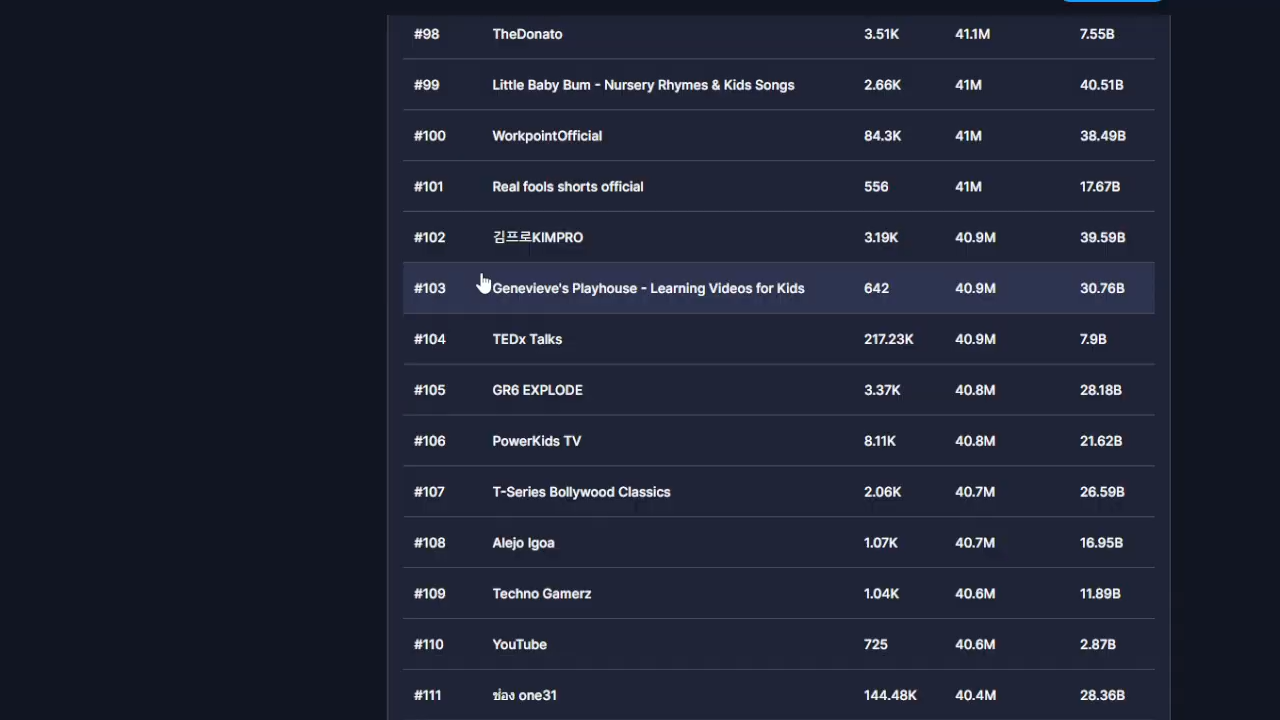 #98 TheDonato 3.51K 41.1M 7.55B
#99 Little Baby Bum - Nursery Rhymes & Kids Songs 2.66K 41M 40.51B
#100 WorkpointOfficial 84.3K 41M 38.49B
#101 Real fools shorts official 556 41M 17.67B
#102 김프로KIMPRO 3.19K 40.9M 39.59B
#103 Genevieve's Playhouse - Learning Videos for Kids 642 40.9M 30.76B
#104 TEDx Talks 217.23K 40.9M 7.9B
#105 GR6 EXPLODE 3.37K 40.8M 28.18B
#106 PowerKids TV 8.11K 40.8M 21.62B
#107 T-Series Bollywood Classics 2.06K 40.7M 26.59B
#108 Alejo Igoa 1.07K 40.7M 16.95B
#109 Techno Gamerz 1.04K 40.6M 11.89B
#110 YouTube 725 40.6M 2.87B
#111 ช่อง one31 144.48K 40.4M 28.36B